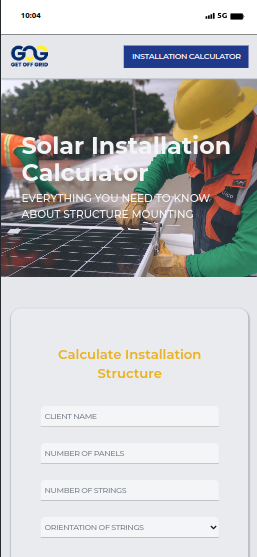 10:04
5G
GOG
GET OFF GRID
INSTALLATION CALCULATOR
Solar Installation
Calculator
EVERYTHING YOU NEED TO KNOW
ABOUT STRUCTURE MOUNTING
Calculate Installation
Structure
CLIENT NAME
NUMBER OF PANELS
NUMBER OF STRINGS
ORIENTATION OF STRINGS